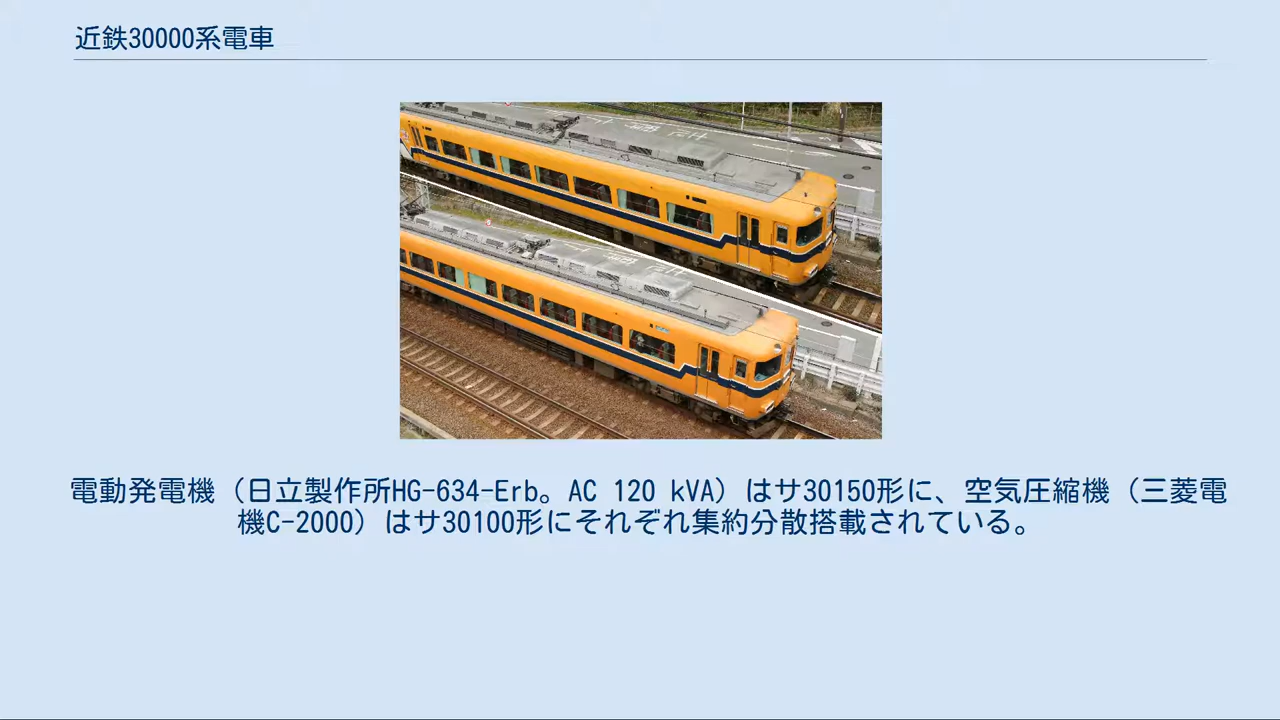 近鉄30000系電車
電動発電機（日立製作所HG-634-Erb。AC 120 kVA）はサ30150形に、空気圧縮機（三菱電
機C-2000）はサ30100形にそれぞれ集約分散搭載されている。